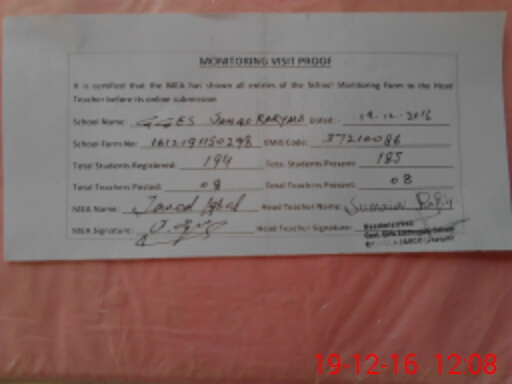 MONITORING VISIT PROOF
It is certified that the MEA has shown all entries of the School Monitoring Form to the Head
Teacher before its online submission
School Name: GGES Date: 19-12-2016
School Form No: EMIS Code: 37210086
Total Students Registered: 194 Total Students Present: 185
Total Teachers Posted: 08 Total Teachers Present: 08
MEA Name: Javed Iqbal Head Teacher Name: Sumaira
MEA Signature: Head Teacher Signature:
19-12-16 12:08